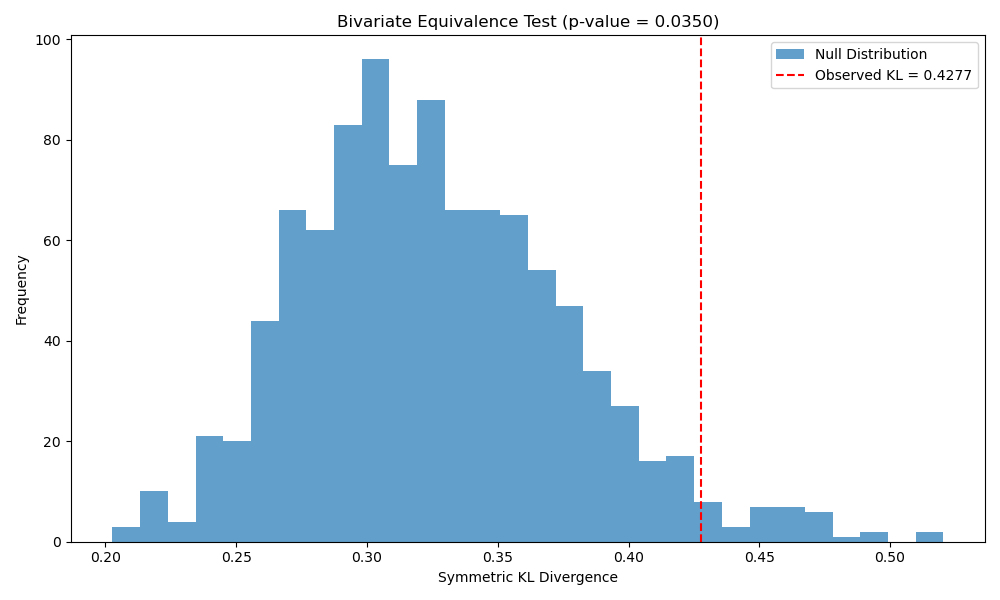 Bivariate Equivalence Test (p-value = 0.0350)
Null Distribution
Observed KL = 0.4277
Frequency
100
80
60
40
20
0
0.20 0.25 0.30 0.35 0.40 0.45 0.50
Symmetric KL Divergence